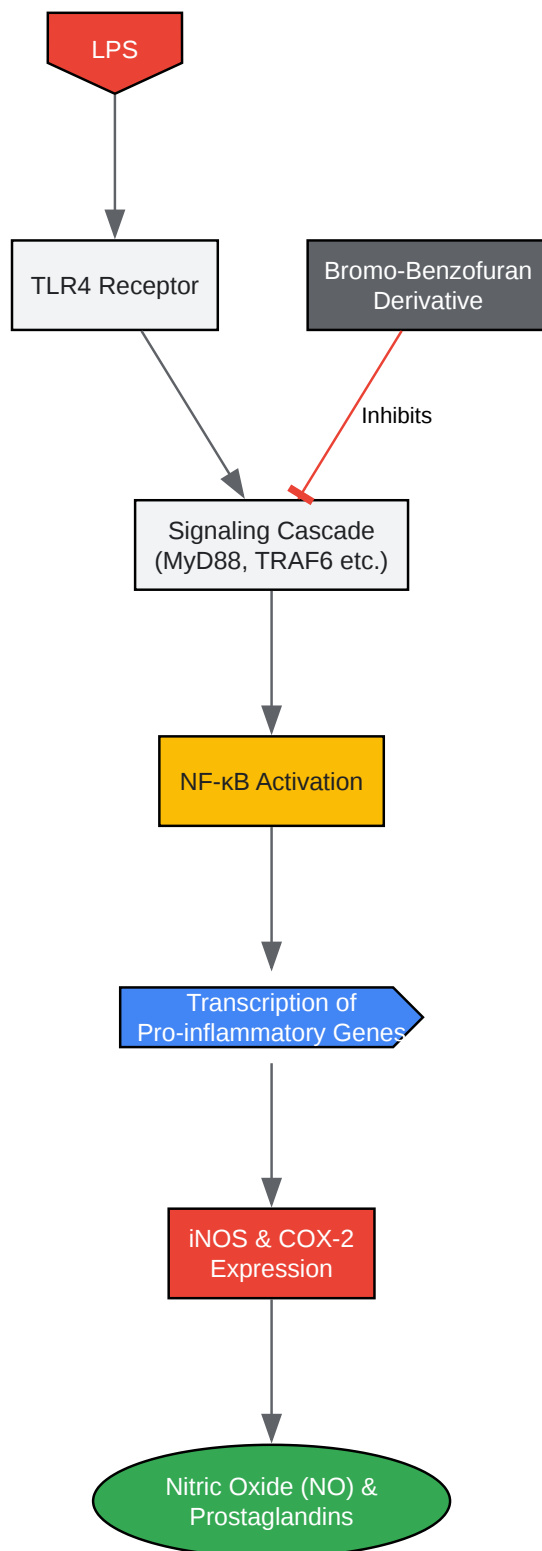 LPS
TLR4 Receptor
Bromo-Benzofuran
Derivative
Inhibits
Signaling Cascade
(MyD88, TRAF6 etc.)
NF-κB Activation
Transcription of
Pro-inflammatory Genes
iNOS & COX-2
Expression
Nitric Oxide (NO) &
Prostaglandins